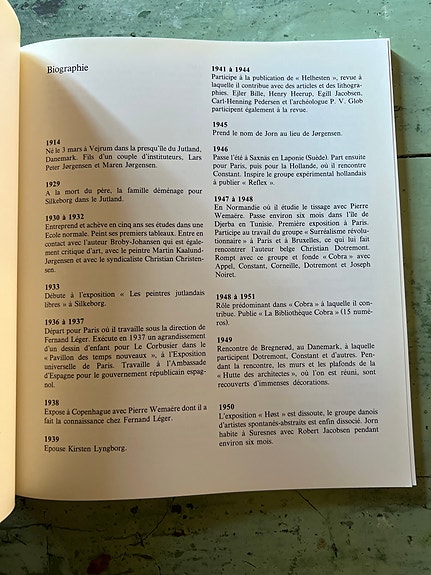 Biographie
1914
Né le 3 mars à Vejrum dans la presqu'île du Jutland,
Danemark. Fils d'un couple d'instituteurs, Lars
Peter Jørgensen et Maren Jørgensen.
1929
A la mort du père, la famille déménage pour
Silkeborg dans le Jutland.
1930 à 1932
Entreprend et achève en cinq ans ses études dans une
Ecole normale. Peint ses premiers tableaux. Entre en
contact avec l'auteur Broby-Johansen qui est égale-
ment critique d'art, avec le peintre Martin Kaalund-
Jørgensen et avec le syndicaliste Christian Christen-
sen.
1933
Débute à l'exposition « Les peintres jutlandais
libres » à Silkeborg.
1936 à 1937
Départ pour Paris où il travaille sous la direction de
Fernand Léger. Exécute en 1937 un agrandissement
d'un dessin d'enfant pour Le Corbusier dans le
« Pavillon des temps nouveaux », à l'Exposition
universelle de Paris. Travaille à l'Ambassade
d'Espagne pour le gouvernement républicain espag-
nol.
1938
Expose à Copenhague avec Pierre Wemaëre dont il a
fait la connaissance chez Fernand Léger.
1939
Epouse Kirsten Lyngborg.
1941 à 1944
Participe à la publication de « Helhesten », revue à
laquelle il contribue avec des articles et des lithogra-
phies. Ejler Bille, Henry Heerup, Egill Jacobsen,
Carl-Henning Pedersen et l'archéologue P. V. Glob
participent également à la revue.
1945
Prend le nom de Jorn au lieu de Jørgensen.
1946
Passe l'été à Saxnäs en Laponie (Suède). Part ensuite
pour Paris, puis pour la Hollande, où il rencontre
Constant. Inspire le groupe expérimental hollandais
à publier « Reflex ».
1947 à 1948
En Normandie où il étudie le tissage avec Pierre
Wemaëre. Passe environ six mois dans l'île de
Djerba en Tunisie. Première exposition à Paris.
Participe au travail du groupe « Surréalisme révolu-
tionnaire » à Paris et à Bruxelles, ce qui lui fait
rencontrer l'auteur belge Christian Dotremont.
Rompt avec ce groupe et fonde « Cobra » avec
Appel, Constant, Corneille, Dotremont et Joseph
Noiret.
1948 à 1951
Rôle prédominant dans « Cobra » à laquelle il con-
tribue. Publie « La Bibliothèque Cobra » (15 numé-
ros).
1949
Rencontre de Bregnerød, au Danemark, à laquelle
participent Dotremont, Constant et d'autres. Pen-
dant la rencontre, les murs et les plafonds de la
« Hutte des architectes », où l'on est réuni, sont
recouverts d'immenses décorations.
1950
L'exposition « Høst » est dissoute, le groupe danois
d'artistes spontanés-abstraits est enfin dissocié. Jorn
habite à Suresnes avec Robert Jacobsen pendant
environ six mois.